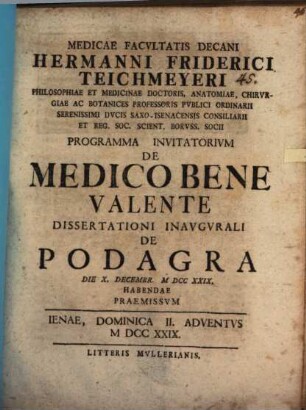 MEDICAE FACVLTATIS DECANI
HERMANNI FRIDERICI
TEICHMEYERI 45.
PHILOSOPHIAE ET MEDICINAE DOCTORIS, ANATOMIAE, CHIRVR-
GIAE AC BOTANICES PROFESSORIS PVBLICI ORDINARII
SERENISSIMI DVCIS SAXO-ISENACENSIS CONSILIARII
ET REG. SOC. SCIENT. BORVSS. SOCII
PROGRAMMA INVITATORIVM
DE
MEDICO BENE
VALENTE
DISSERTATIONI INAVGVRALI
DE
PODAGRA
DIE X. DECEMBR. M DCC XXIX.
HABENDAE
PRAEMISSVM
IENAE, DOMINICA II. ADVENTVS
M DCC XXIX.
LITTERIS MVLLERIANIS.